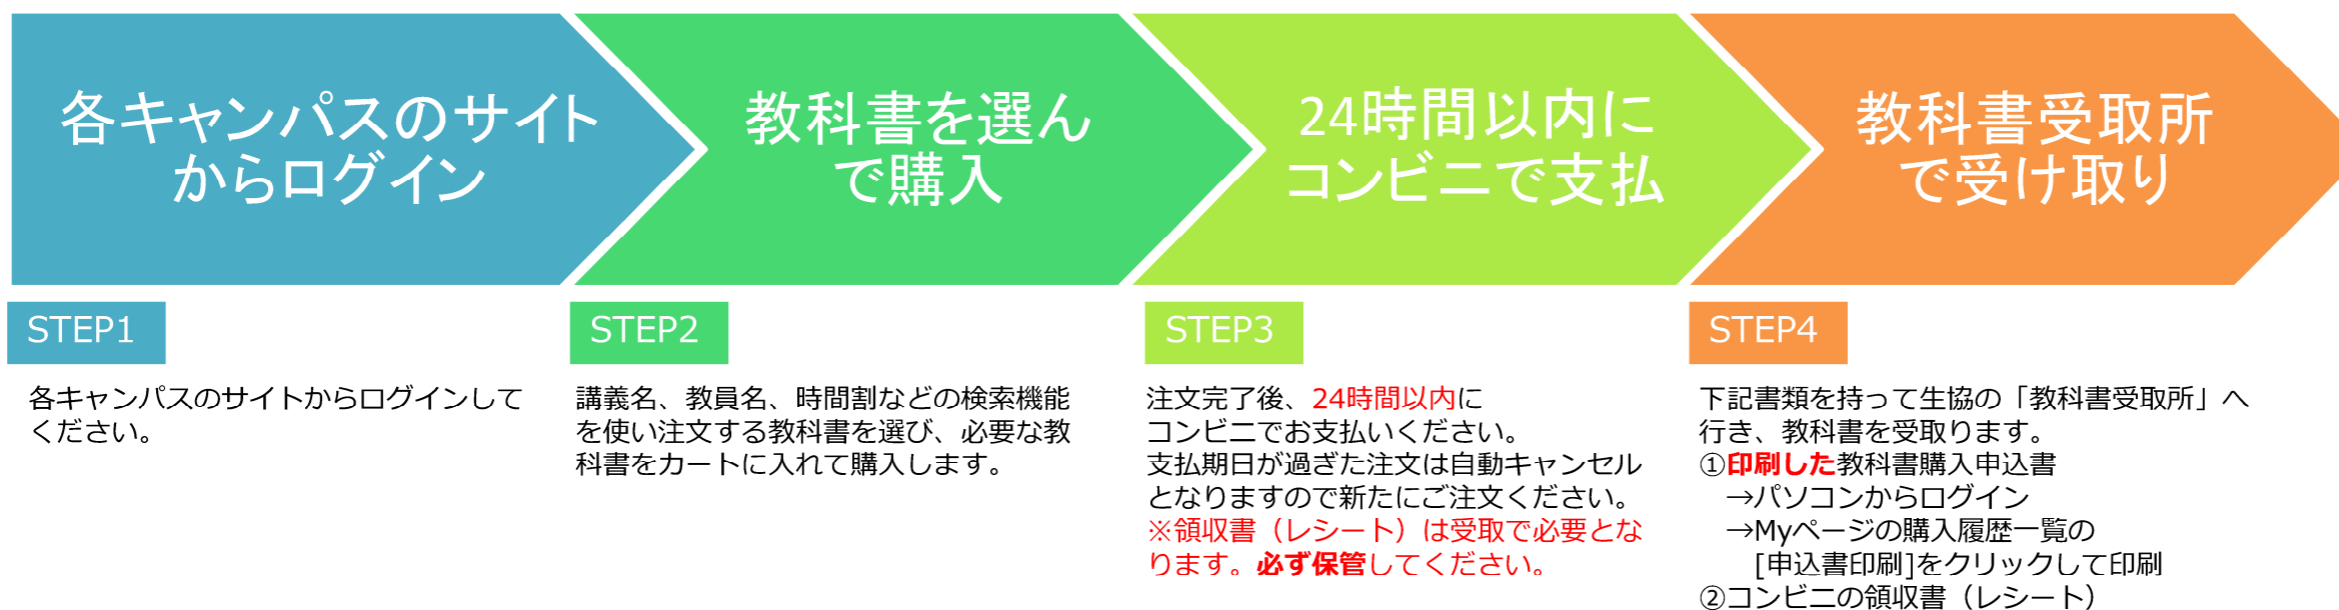 各キャンパスのサイト
からログイン
教科書を選ん
で購入
24時間以内に
コンビニで支払
教科書受取所
で受け取り
STEP1
各キャンパスのサイトからログインして
ください。
STEP2
講義名、教員名、時間割などの検索機能
を使い注文する教科書を選び、必要な教
科書をカートに入れて購入します。
STEP3
注文完了後、24時間以内に
コンビニでお支払いください。
支払期日が過ぎた注文は自動キャンセル
となりますので新たにご注文ください。
※領収書（レシート）は受取で必要とな
ります。必ず保管してください。
STEP4
下記書類を持って生協の「教科書受取所」へ
行き、教科書を受取ります。
①印刷した教科書購入申込書
→パソコンからログイン
→Myページの購入履歴一覧の
[申込書印刷]をクリックして印刷
②コンビニの領収書（レシート）